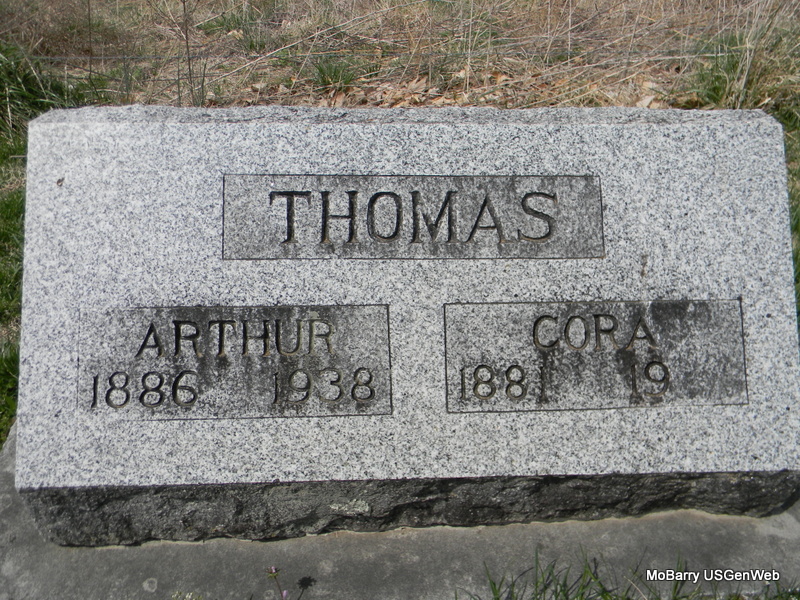 THOMAS
ARTHUR
1886 1938
CORA
1881 19
MoBarry USGenWeb